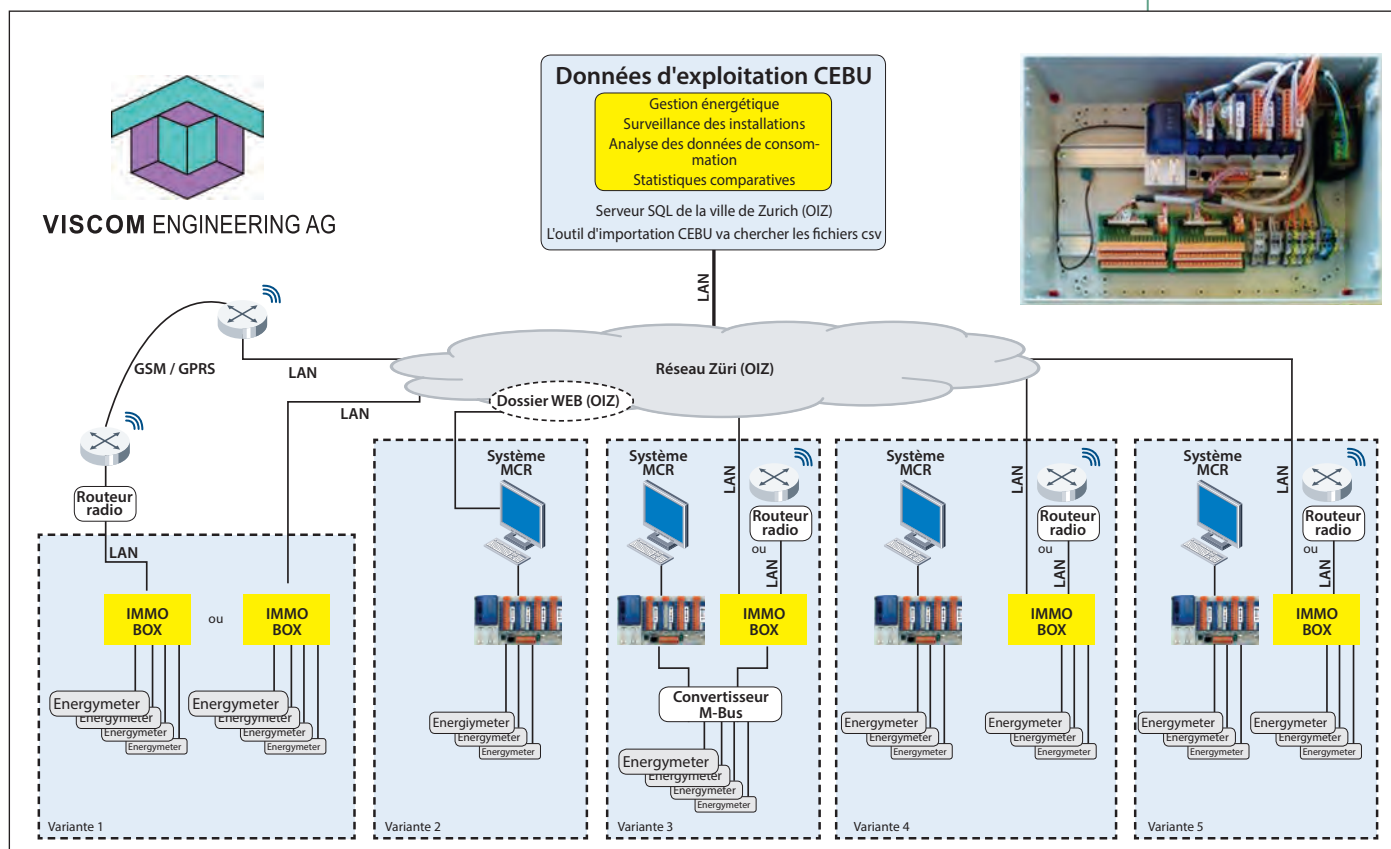 Données d'exploitation CEBU
Gestion énergétique
Surveillance des installations
Analyse des données de consom-
mation
Statistiques comparatives
Serveur SQL de la ville de Zurich (OIZ)
L'outil d'importation CEBU va chercher les fichiers csv
VISCOM ENGINEERING AG
LAN
GSM / GPRS
LAN
LAN
Réseau Züri (OIZ)
Dossier WEB (OIZ)
Routeur
radio
LAN
IMMO
BOX
ou
IMMO
BOX
Energymeter
Energymeter
Energymeter
Energymeter
Energymeter
Energymeter
Energymeter
Energymeter
Variante 1
Système
MCR
Energiymeter
Energymeter
Energymeter
Variante 2
Système
MCR
LAN
Routeur
radio
ou
LAN
IMMO
BOX
Convertisseur
M-Bus
Energymeter
Energymeter
Energymeter
Energymeter
Variante 3
Système
MCR
LAN
Routeur
radio
ou
LAN
IMMO
BOX
Energymeter
Energymeter
Energymeter
Energymeter
Energymeter
Energymeter
Variante 4
Système
MCR
LAN
Routeur
radio
ou
LAN
IMMO
BOX
Energymeter
Energymeter
Energymeter
Energymeter
Energymeter
Energymeter
Variante 5